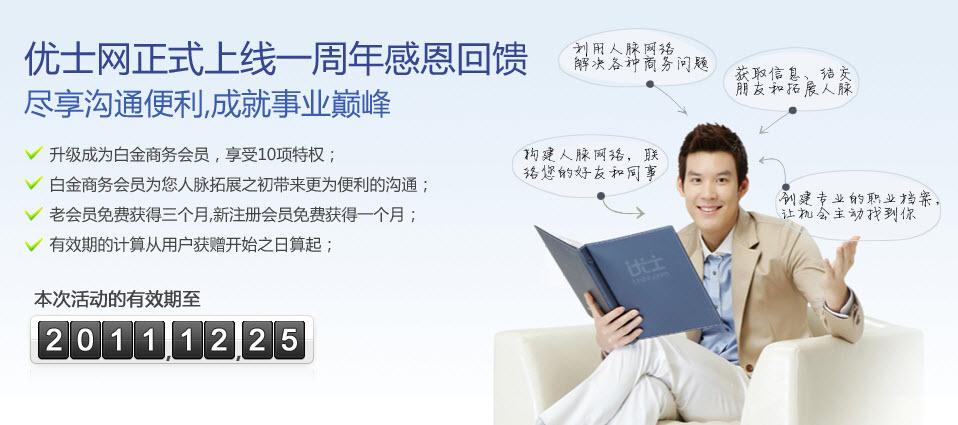 优士网正式上线一周年感恩回馈
尽享沟通便利,成就事业巅峰
升级成为白金商务会员，享受10项特权；
白金商务会员为您人脉拓展之初带来更为便利的沟通；
老会员免费获得三个月,新注册会员免费获得一个月；
有效期的计算从用户获赠开始之日算起；
本次活动的有效期至
2011,12,25
利用人脉网络
解决各种商务问题
获取信息、结交
朋友和拓展人脉
构建人脉网络，联
络您的好友和同事
创建专业的职业档案，
让机会主动找到你
优士